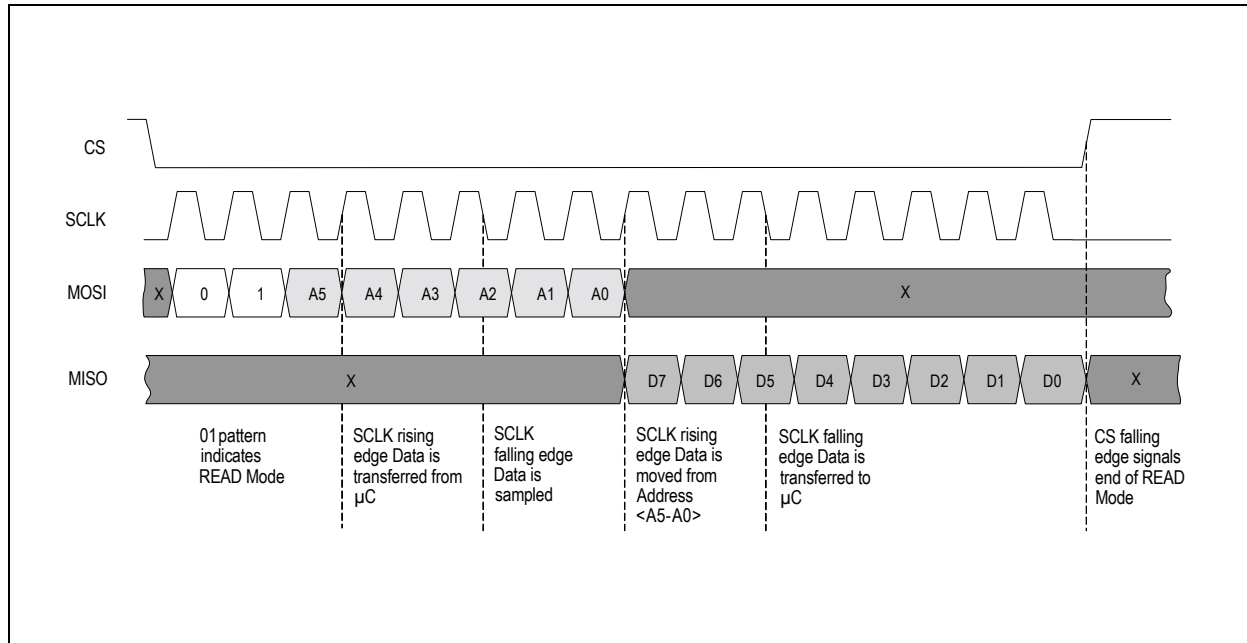 CS
SCLK
MOSI
X 0 1 A5 A4 A3 A2 A1 A0 X
MISO
X D7 D6 D5 D4 D3 D2 D1 D0 X
01 pattern
indicates
READ Mode
SCLK rising
edge Data is
transferred from
µC
SCLK
falling edge
Data is
sampled
SCLK rising
edge Data is
moved from
Address
<A5-A0>
SCLK falling
edge Data is
transferred to
µC
CS falling
edge signals
end of READ
Mode